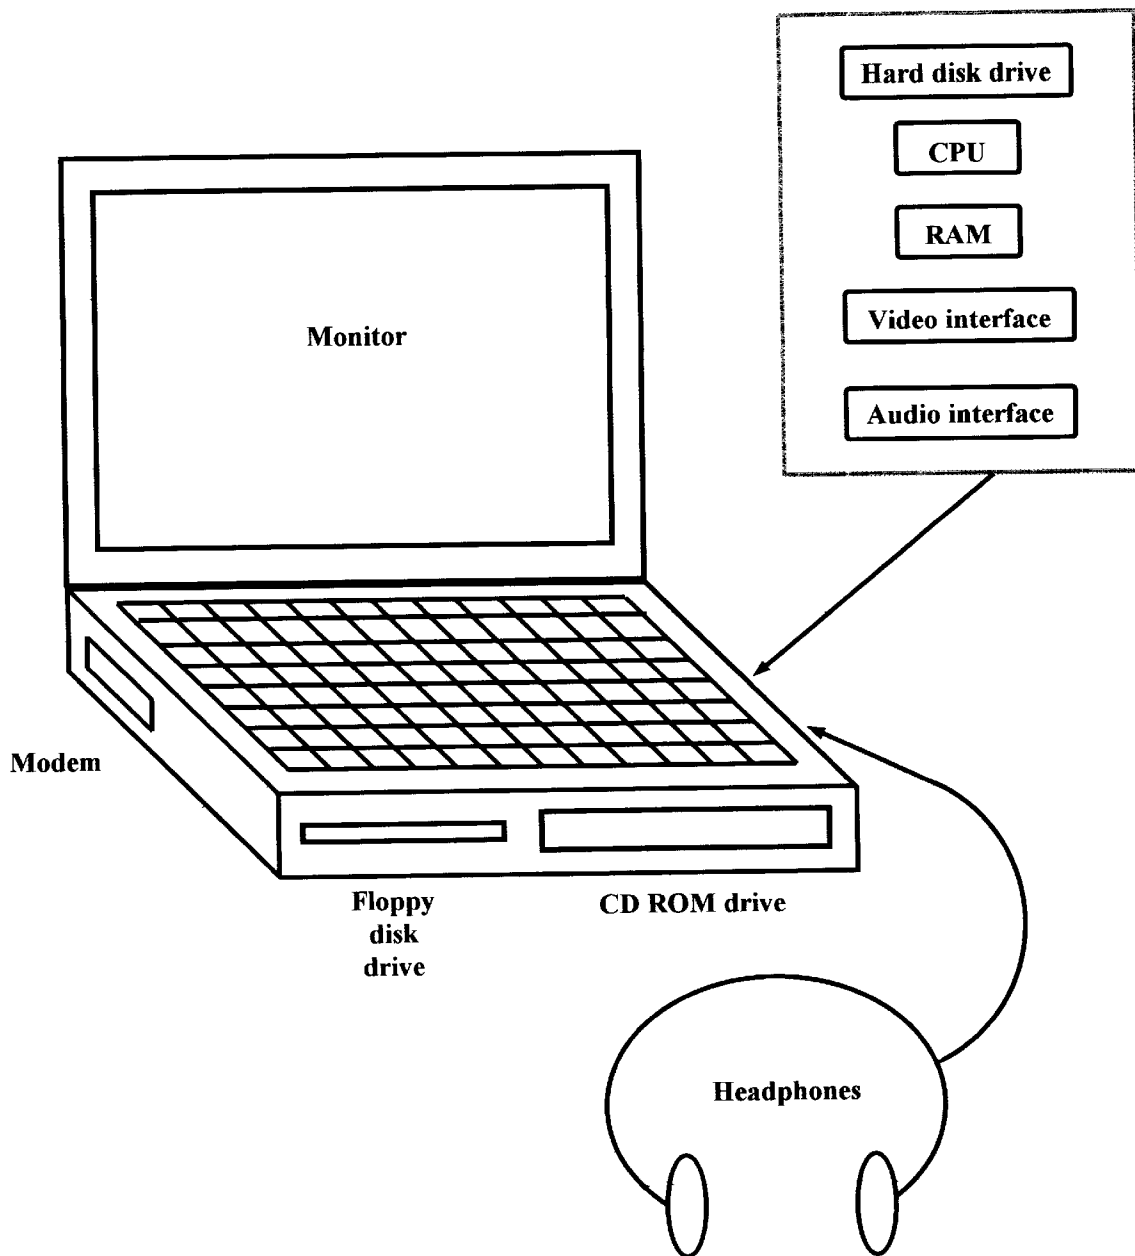 Hard disk drive
CPU
RAM
Video interface
Audio interface
Monitor
Modem
Floppy
disk
drive
CD ROM drive
Headphones